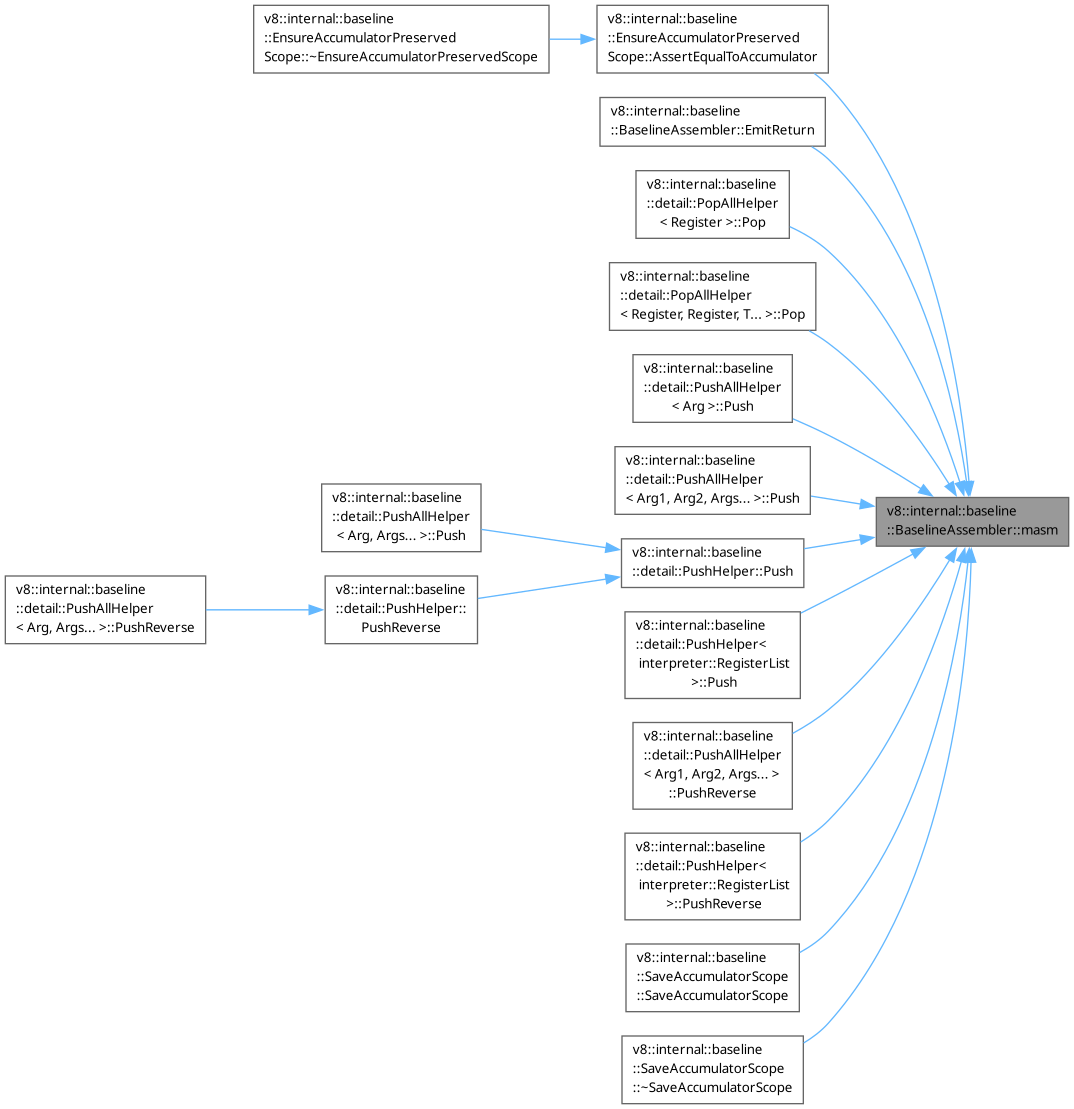 v8::internal::baseline
::EnsureAccumulatorPreserved
Scope::~EnsureAccumulatorPreservedScope
v8::internal::baseline
::EnsureAccumulatorPreserved
Scope::AssertEqualToAccumulator
v8::internal::baseline
::BaselineAssembler::EmitReturn
v8::internal::baseline
::detail::PopAllHelper
< Register >::Pop
v8::internal::baseline
::detail::PopAllHelper
< Register, Register, T... >::Pop
v8::internal::baseline
::detail::PushAllHelper
< Arg >::Push
v8::internal::baseline
::detail::PushAllHelper
< Arg1, Arg2, Args... >::Push
v8::internal::baseline
::detail::PushAllHelper
< Arg, Args... >::Push
v8::internal::baseline
::BaselineAssembler::masm
v8::internal::baseline
::detail::PushHelper::Push
v8::internal::baseline
::detail::PushAllHelper
< Arg, Args... >::PushReverse
v8::internal::baseline
::detail::PushHelper::
PushReverse
v8::internal::baseline
::detail::PushHelper<
interpreter::RegisterList
>::Push
v8::internal::baseline
::detail::PushAllHelper
< Arg1, Arg2, Args... >
::PushReverse
v8::internal::baseline
::detail::PushHelper<
interpreter::RegisterList
>::PushReverse
v8::internal::baseline
::SaveAccumulatorScope
::SaveAccumulatorScope
v8::internal::baseline
::SaveAccumulatorScope
::~SaveAccumulatorScope